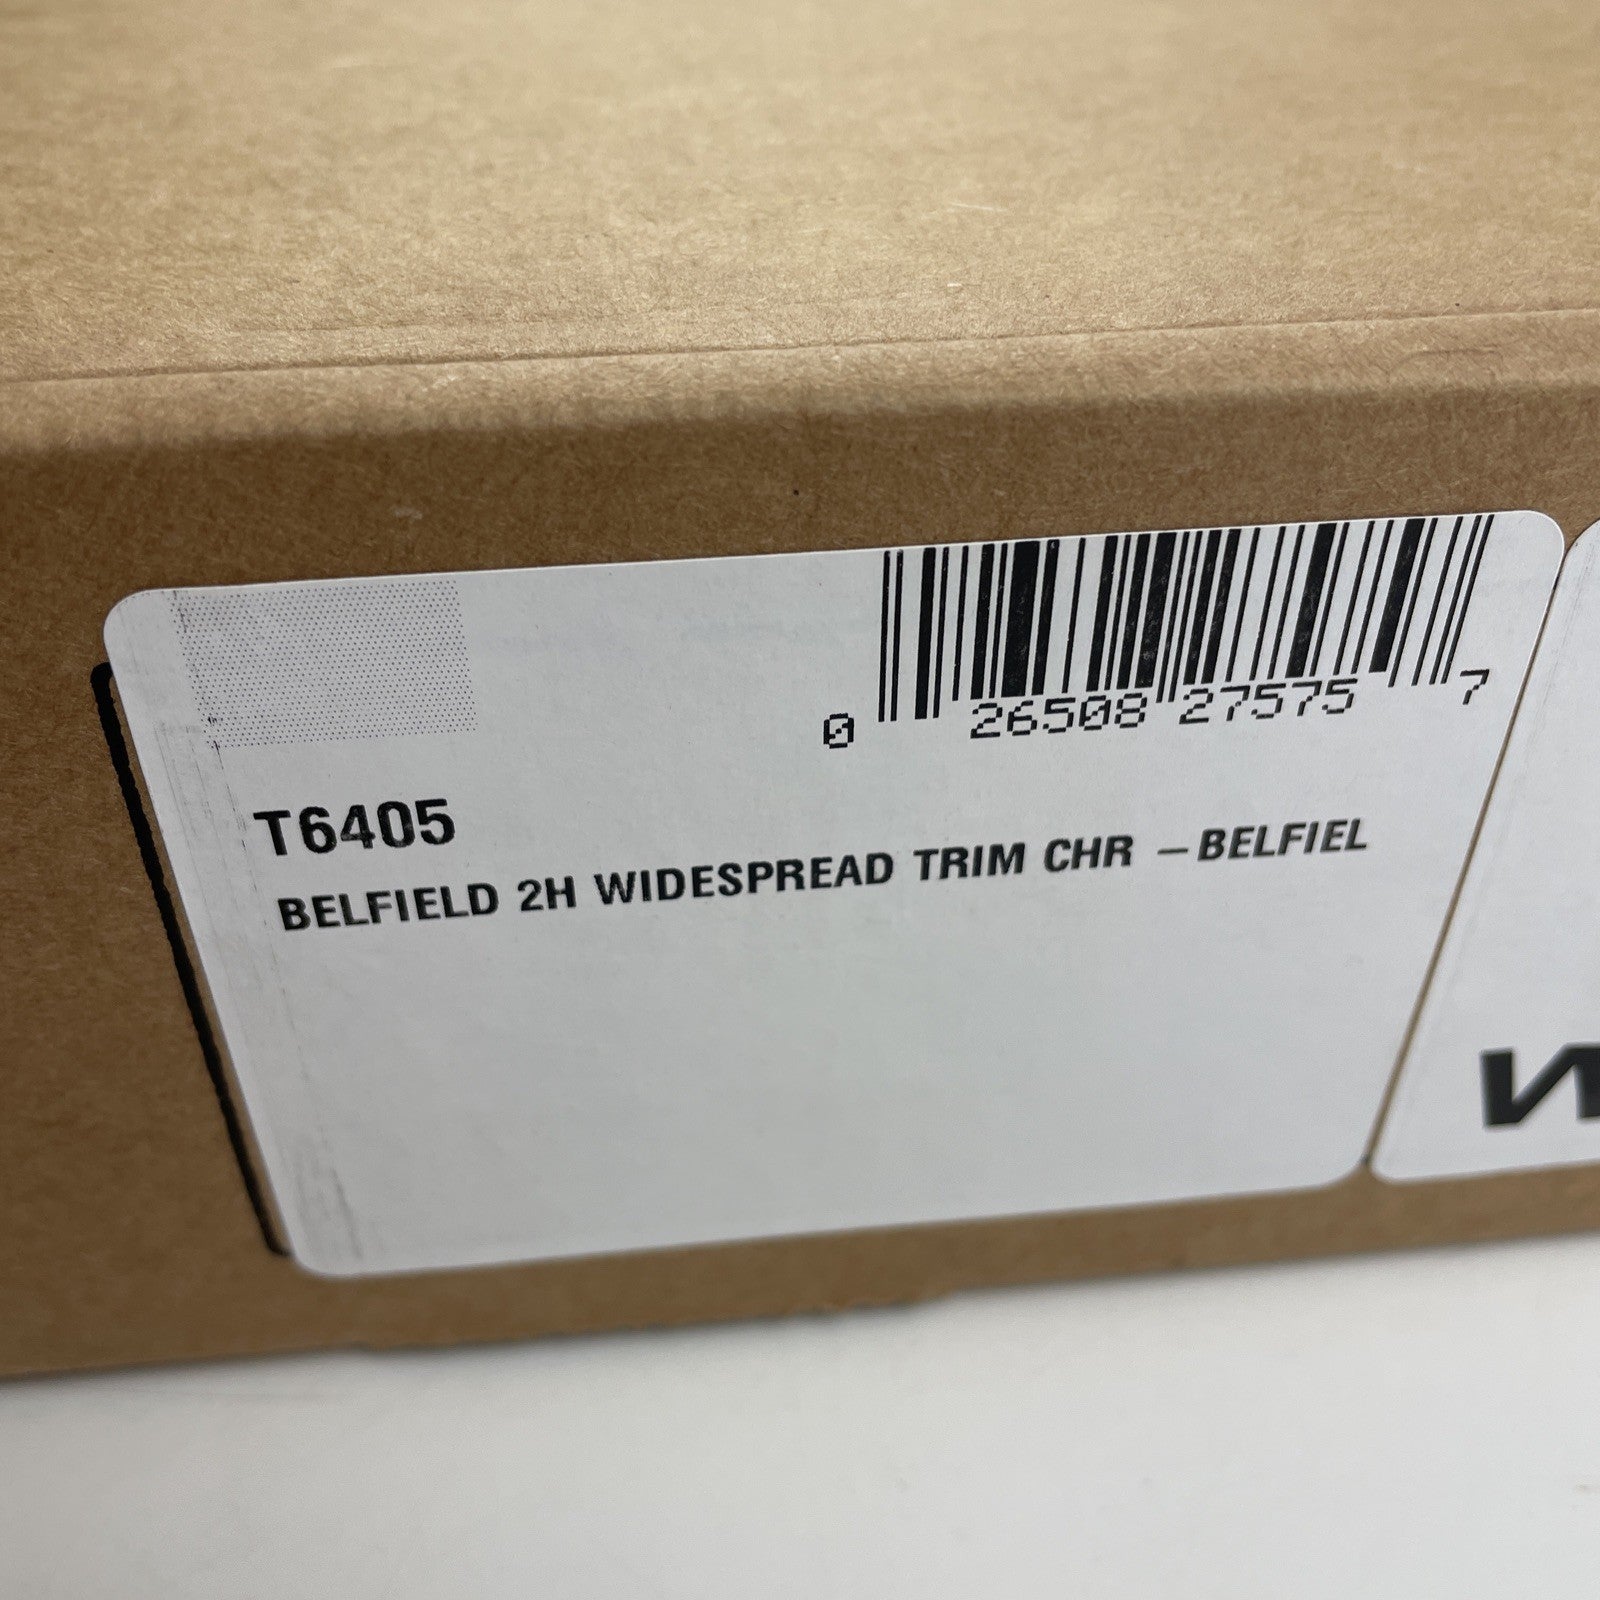 0 26508 27575 7
T6405
BELFIELD 2H WIDESPREAD TRIM CHR –BELFIEL